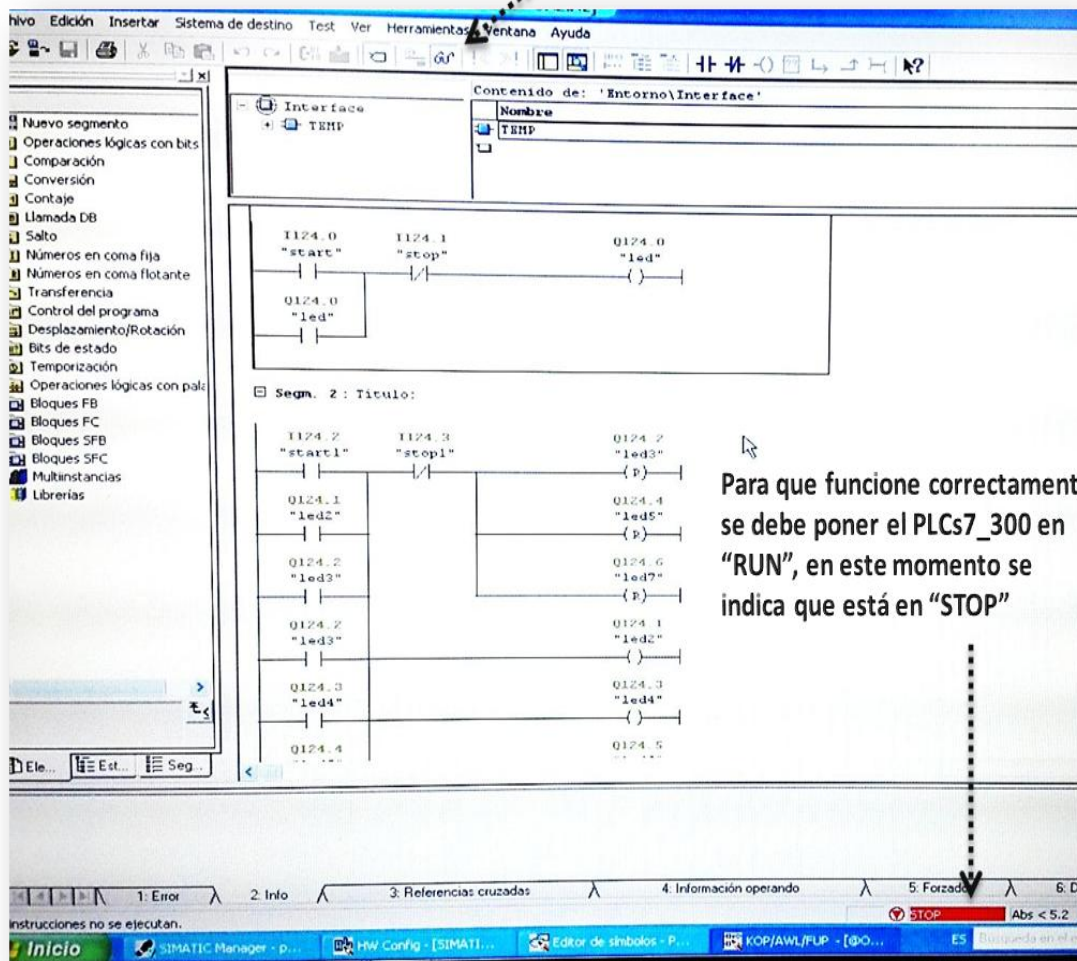 hivo Edición Insertar Sistema de destino Test Ver Herramientas Ventana Ayuda
Nuevo segmento
Operaciones lógicas con bits
Comparación
Conversión
Contaje
Llamada DB
Salto
Números en coma fija
Números en coma flotante
Transferencia
Control del programa
Desplazamiento/Rotación
Bits de estado
Temporización
Operaciones lógicas con pala
Bloques FB
Bloques FC
Bloques SFB
Bloques SFC
Multiinstancias
Librerías
Ele... Est... Seg...
Interface
TEMP
Contenido de: 'Entorno\Interface'
Nombre
TEMP
I124.0 I124.1 Q124.0
"start" "stop" "led"
Q124.0
"led"
Segm. 2 : Título:
I124.2 I124.3 Q124.2
"start1" "stop1" "led3"
(R)
Q124.1 Q124.4
"led2" "led5"
(R)
Q124.2 Q124.6
"led3" "led7"
(R)
Q124.2 Q124.1
"led3" "led2"
Q124.3 Q124.3
"led4" "led4"
Q124.4 Q124.5
Para que funcione correctament
se debe poner el PLCs7_300 en
“RUN”, en este momento se
indica que está en “STOP”
1: Error 2: Info 3: Referencias cruzadas 4: Información operando 5: Forzado 6: D
instrucciones no se ejecutan. STOP Abs < 5.2
Inicio SIMATIC Manager - p... HW Config - [SIMATI... Editor de símbolos - P... KOP/AWL/FUP - [@O... ES